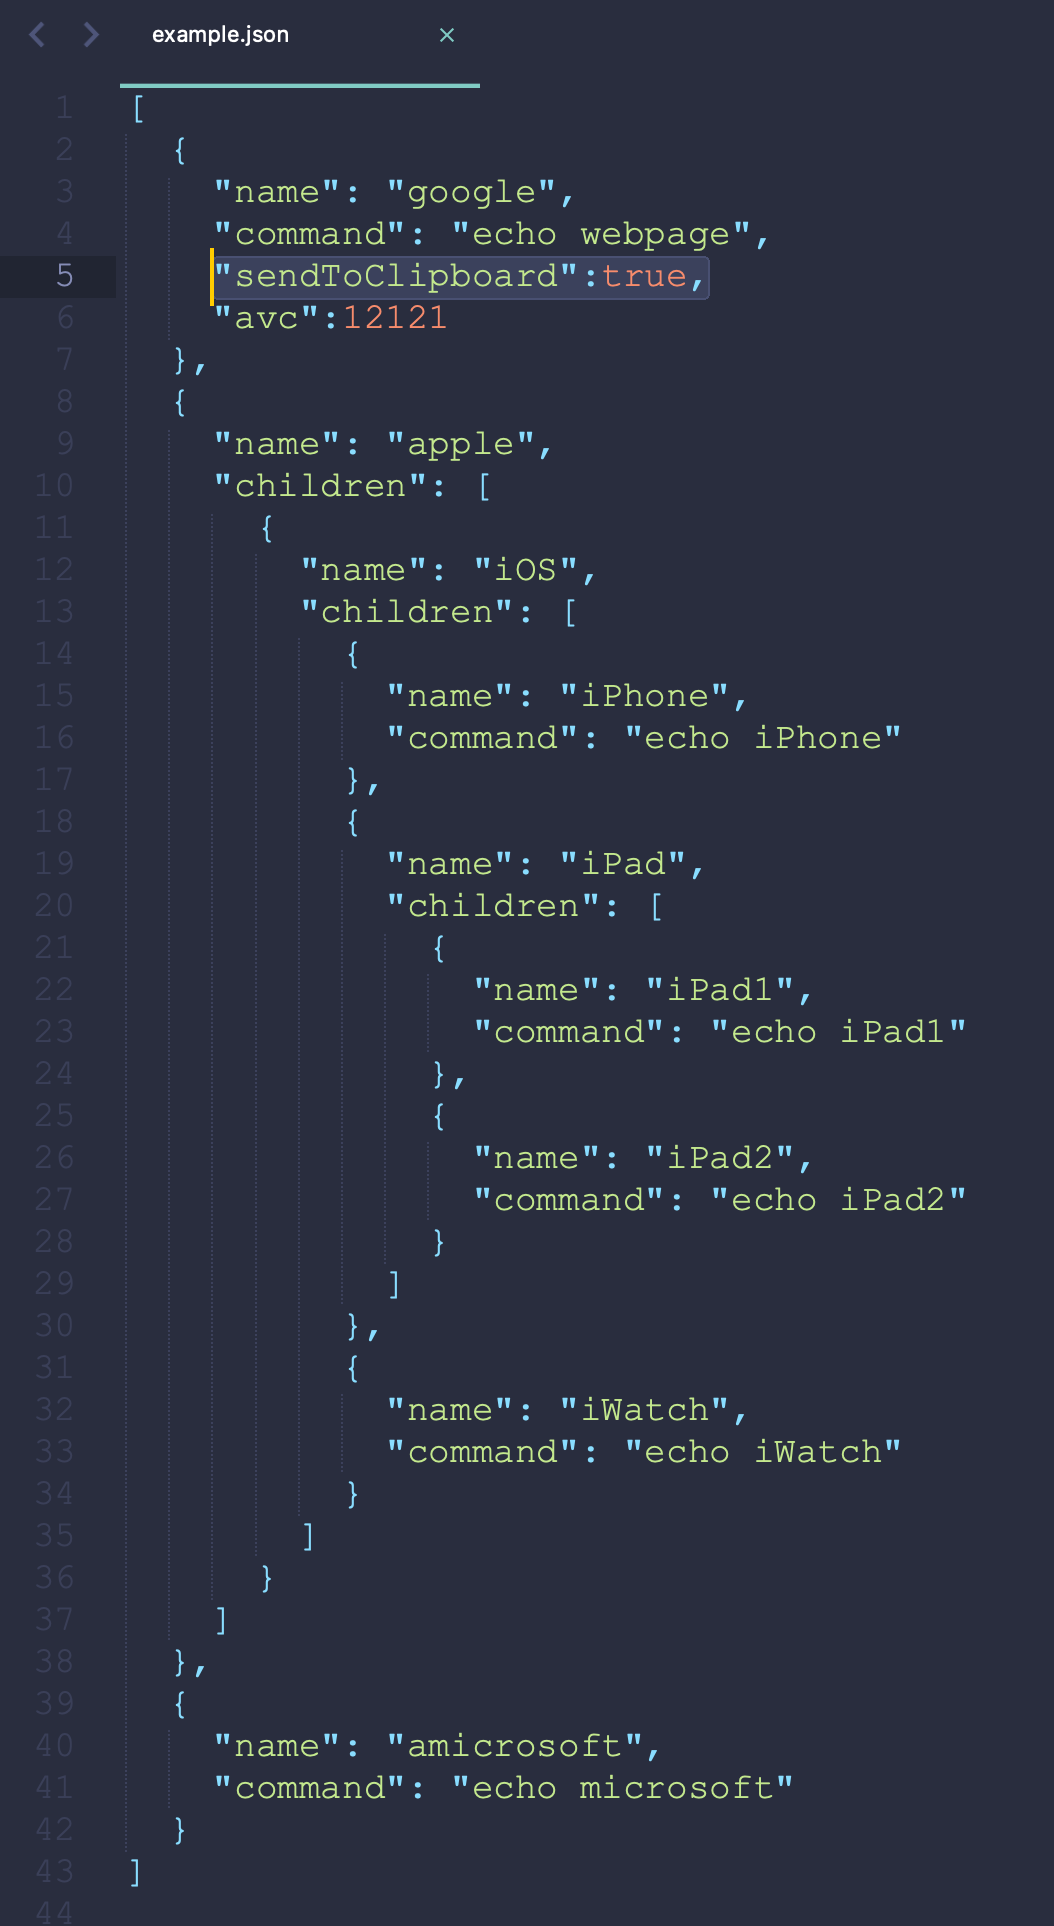 example.json ×
1 [
2   {
3     "name": "google",
4     "command": "echo webpage",
5     "sendToClipboard":true,
6     "avc":12121
7   },
8   {
9     "name": "apple",
10     "children": [
11       {
12         "name": "iOS",
13         "children": [
14           {
15             "name": "iPhone",
16             "command": "echo iPhone"
17           },
18           {
19             "name": "iPad",
20             "children": [
21               {
22                 "name": "iPad1",
23                 "command": "echo iPad1"
24               },
25               {
26                 "name": "iPad2",
27                 "command": "echo iPad2"
28               }
29             ]
30           },
31           {
32             "name": "iWatch",
33             "command": "echo iWatch"
34           }
35         ]
36       }
37     ]
38   },
39   {
40     "name": "amicrosoft",
41     "command": "echo microsoft"
42   }
43 ]
44